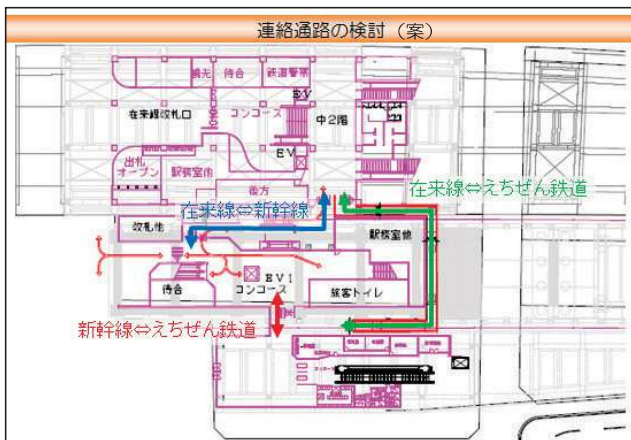 連絡通路の検討（案）
観光 待合 鉄道警察
EV
在来線改札口 コンコース 中2階
EV
出札
オープン 駅務室他
後方
在来線⇔えちぜん鉄道
在来線⇔新幹線
改札他 駅務室他
EV1
待合 コンコース 旅客トイレ
新幹線⇔えちぜん鉄道